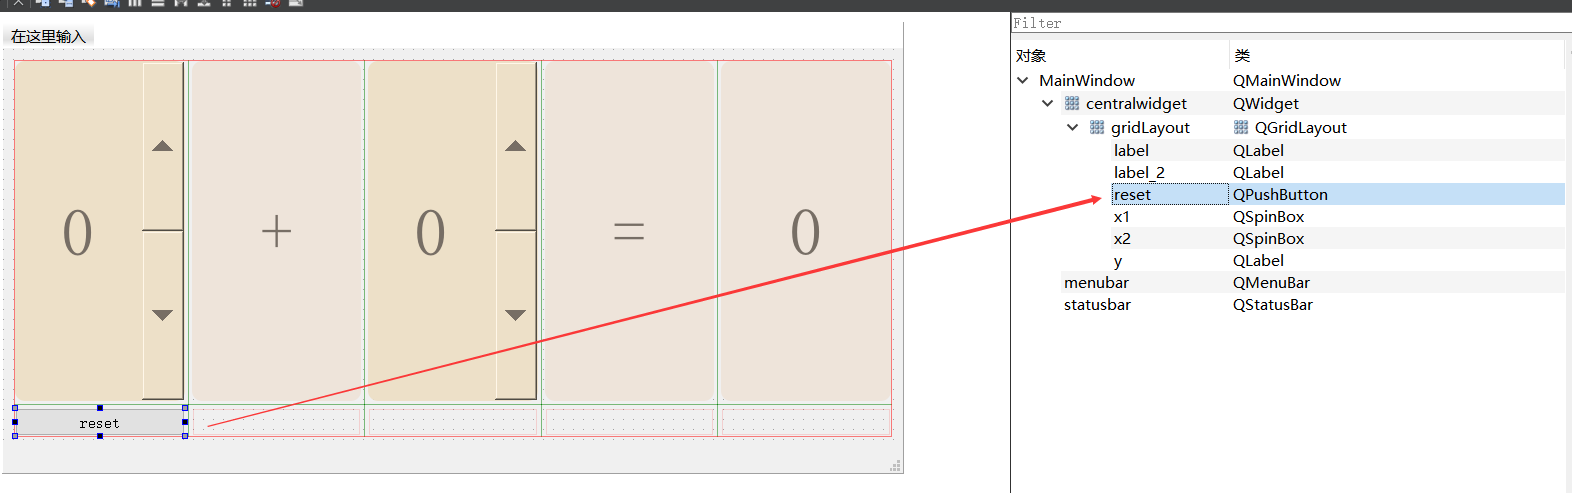 在这里输入
0 + 0 = 0
reset
Filter
对象 类
MainWindow QMainWindow
centralwidget QWidget
gridLayout QGridLayout
label QLabel
label_2 QLabel
reset QPushButton
x1 QSpinBox
x2 QSpinBox
y QLabel
menubar QMenuBar
statusbar QStatusBar